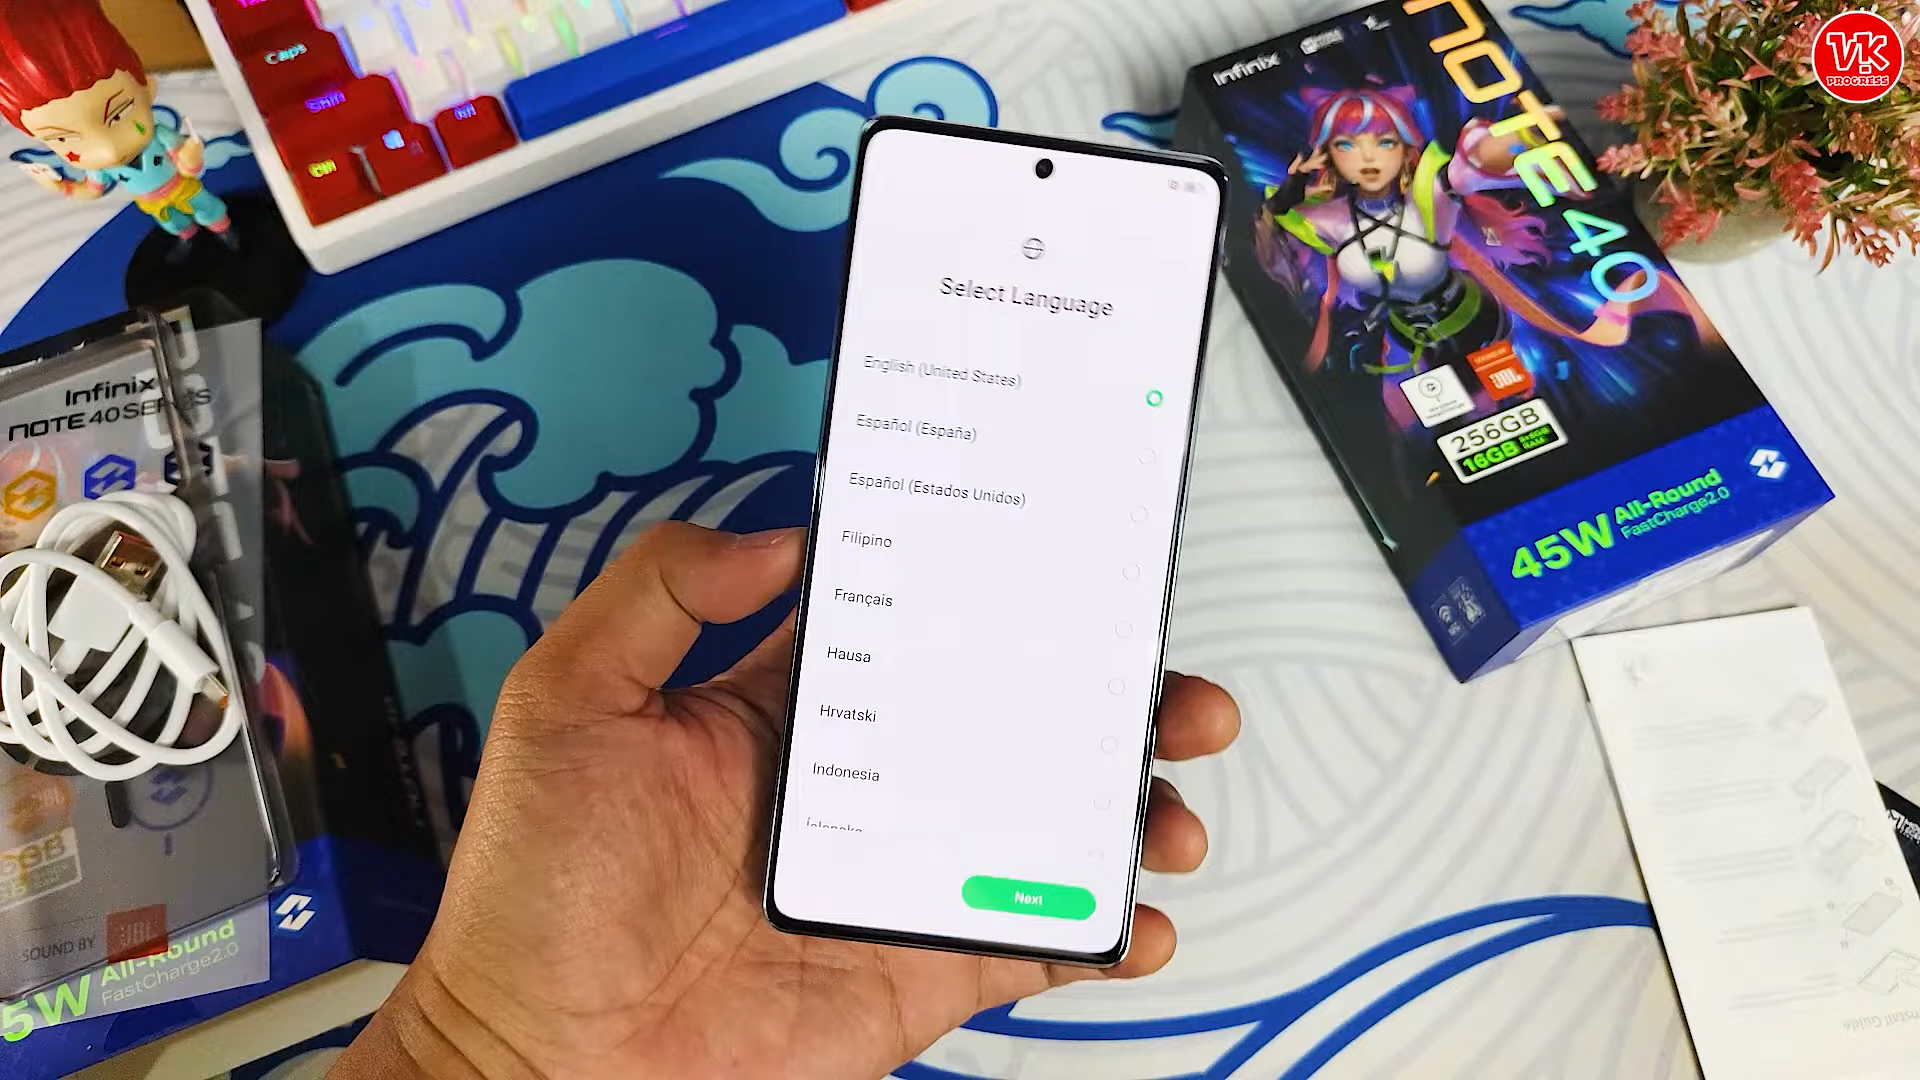 Caps
Shift
Ctrl
Infinix
NOTE 40
VK
PROGRESS
Select Language
English (United States)
Español (España)
Español (Estados Unidos)
Filipino
Français
Hausa
Hrvatski
Indonesia
Next
JBL
256GB
16GB
45W All-Round
FastCharge2.0
Infinix
NOTE 40 SERIES
SOUND BY JBL
5W All-Round
FastCharge2.0